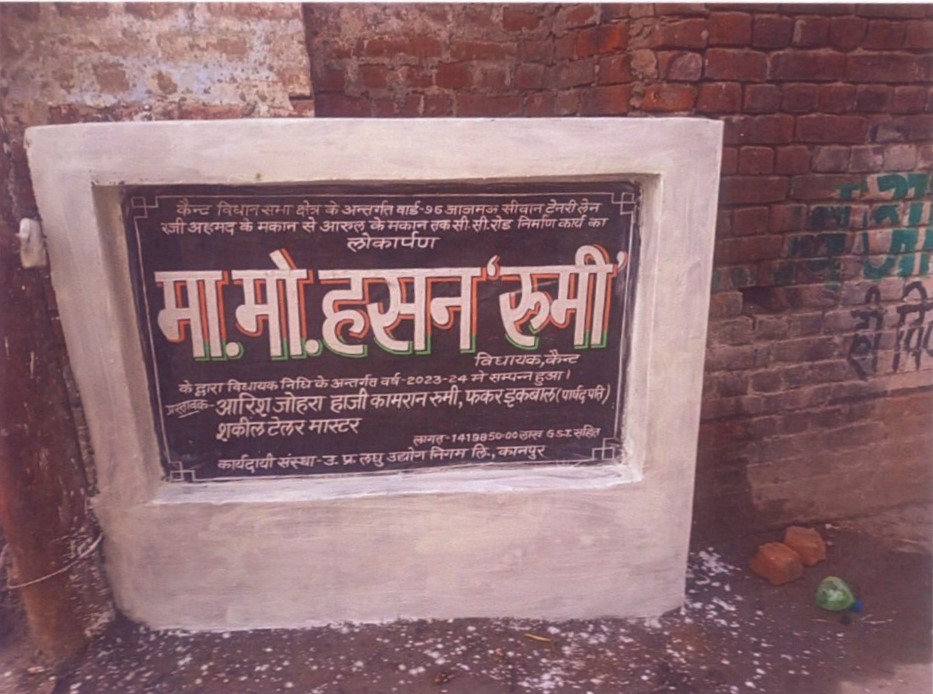 कैन्ट विधान सभा क्षेत्र के अन्तर्गत वार्ड-96 जाजमऊ सीवान टेनरी लेन
रज़ी अहमद के मकान से आरुल के मकान तक सी.सी.रोड निर्माण कार्य का
लोकार्पण
मा.मो.हसन 'रुमी'
विधायक,कैन्ट
के द्वारा विधायक निधि के अन्तर्गत वर्ष-2023-24 मे सम्पन्न हुआ।
प्रस्तावक-आरिश जोहरा हाजी कामरान रुमी, फकर इकबाल (पार्षद पति)
शकील टेलर मास्टर
लागत-1419850.00 लाख G.S.T. सहित
कार्यदायी संस्था-उ.प्र. लघु उद्योग निगम लि., कानपुर